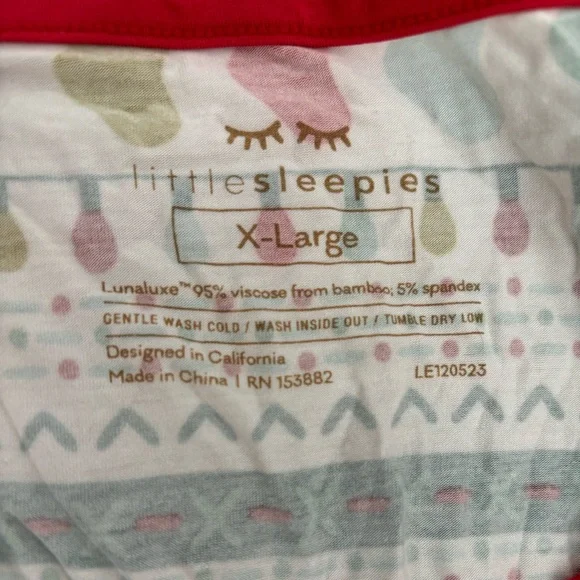 littlesleepies
X-Large
Lunaluxe™ 95% viscose from bamboo; 5% spandex
GENTLE WASH COLD / WASH INSIDE OUT / TUMBLE DRY LOW
Designed in California
Made in China | RN 153882 LE120523